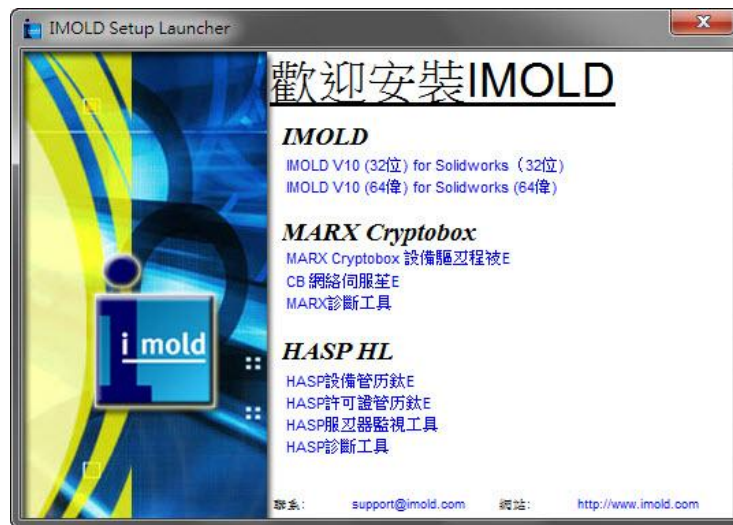 IMOLD Setup Launcher
歡迎安裝IMOLD
IMOLD
IMOLD V10 (32位) for Solidworks（32位)
IMOLD V10 (64偉) for Solidworks (64偉)
MARX Cryptobox
MARX Cryptobox 設備驅忍程祓E
CB 網絡伺服荎E
MARX診斷工具
HASP HL
HASP設備管历鈦E
HASP許可證管历鈦E
HASP服忍器監視工具
HASP診斷工具
聯系: support@imold.com 網站: http://www.imold.com
i mold